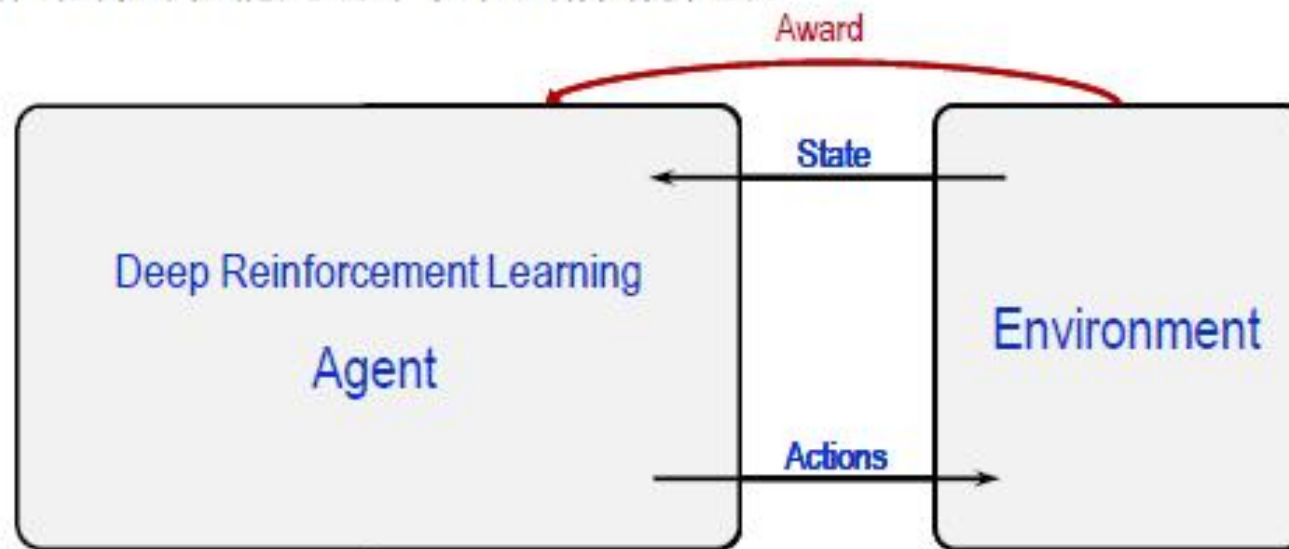 Award
State
Deep Reinforcement Learning
Agent
Environment
Actions